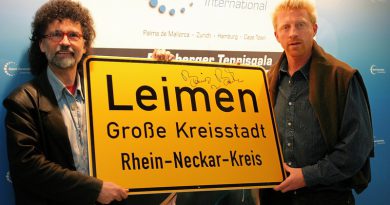 International
Palma de Mallorca - Zürich - Hamburg - Cape Town
Tennisgala
Leimen
Große Kreisstadt
Rhein-Neckar-Kreis